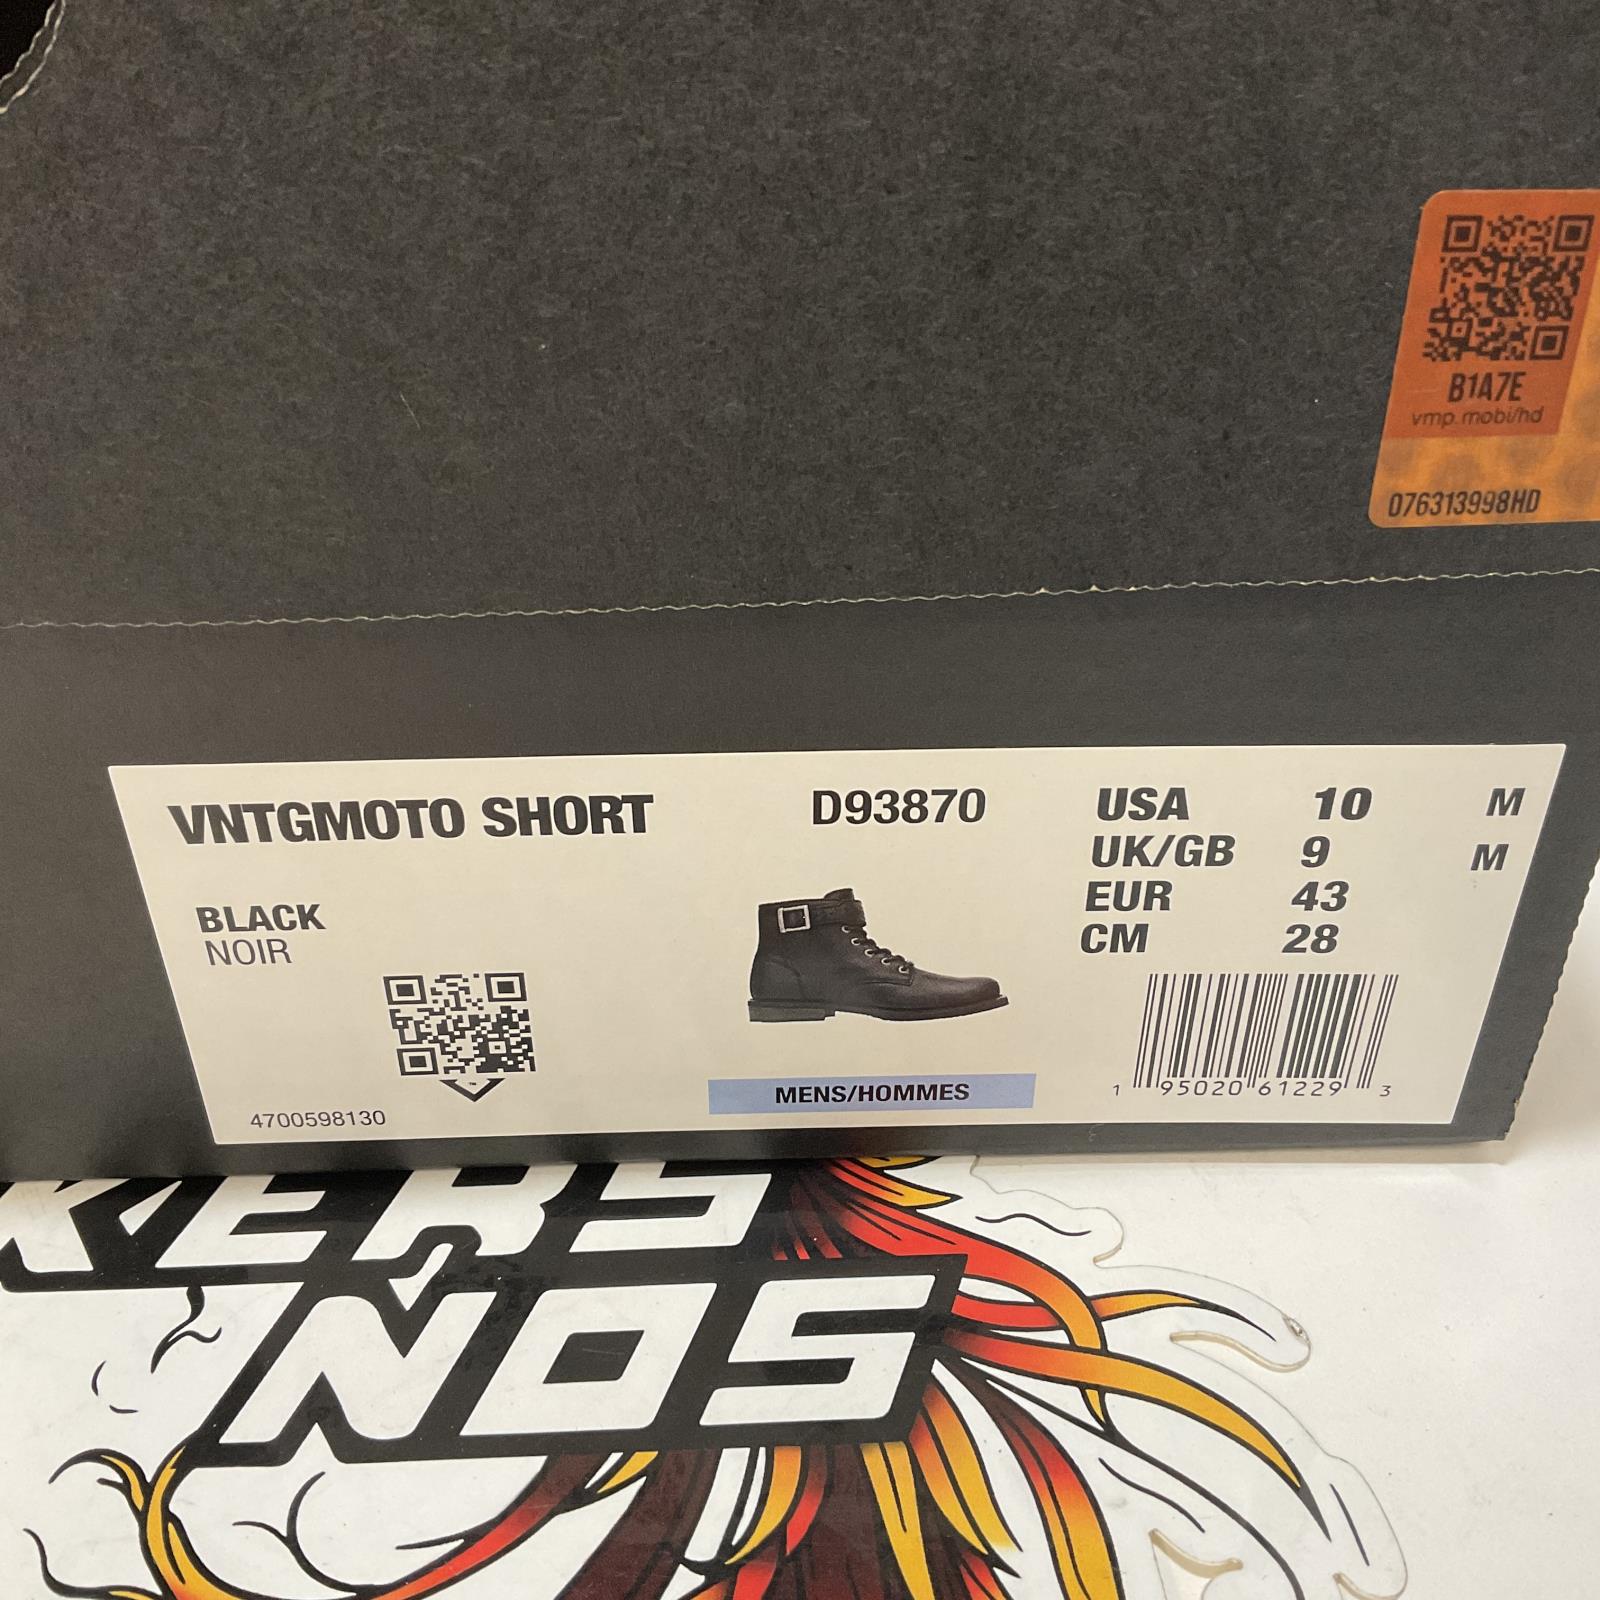 B1A7E
vmp.mobi/hd
076313998HD
VNTGMOTO SHORT
D93870
USA 10 M
UK/GB 9 M
EUR 43
CM 28
BLACK
NOIR
4700598130
MENS/HOMMES
1 95020 61229 3
KERS
NOS